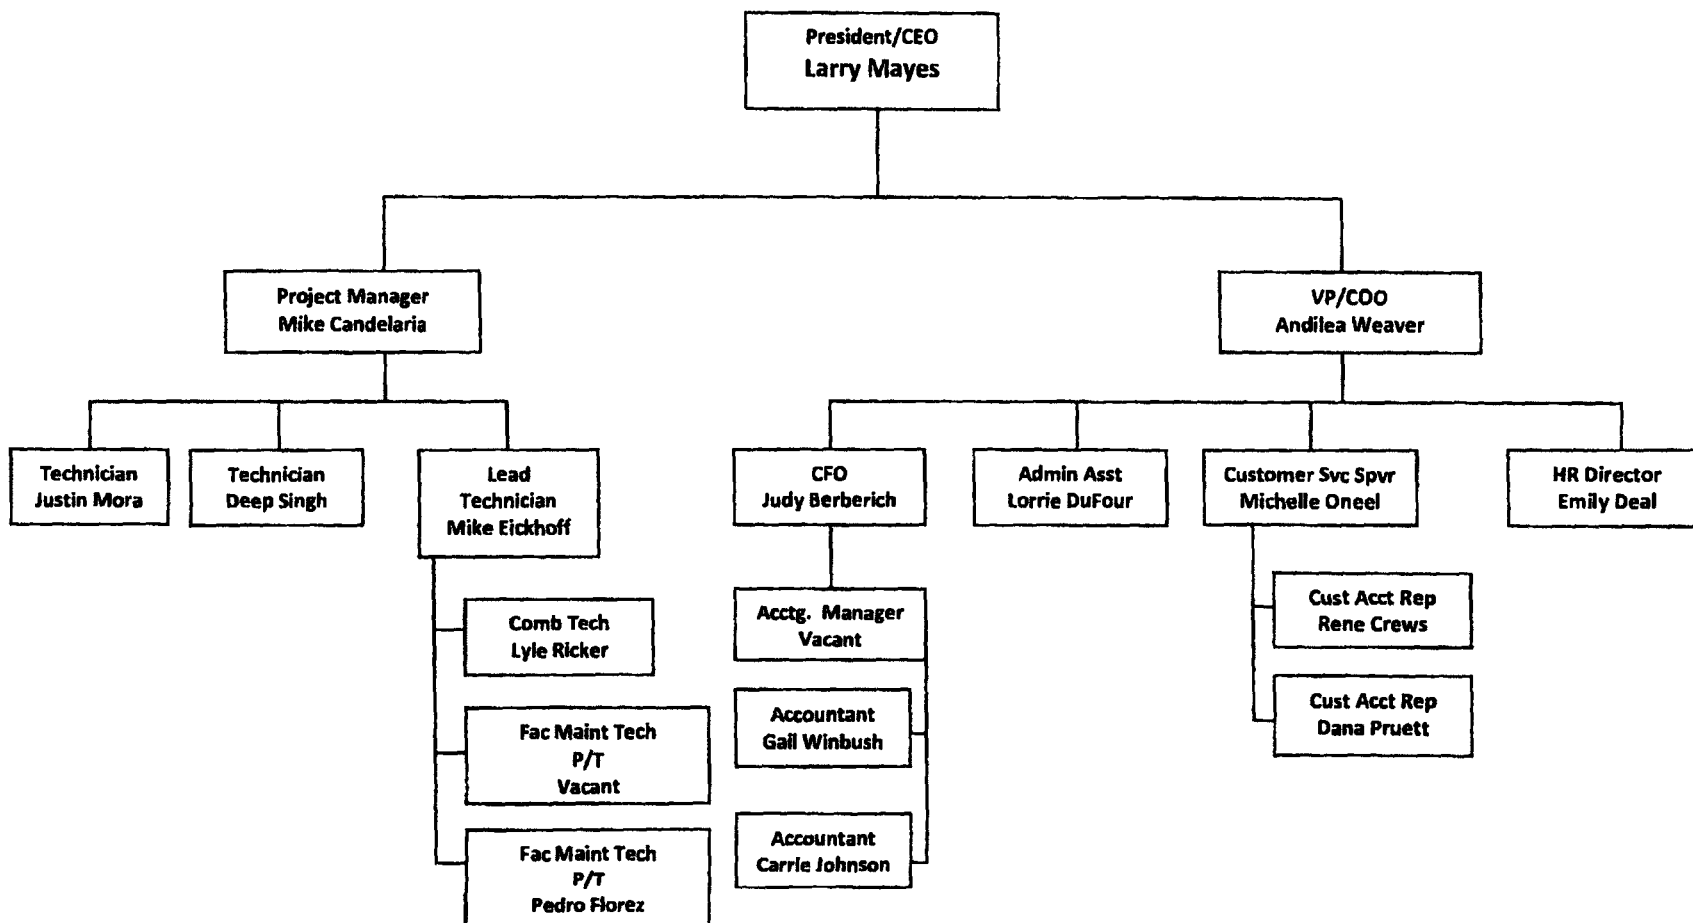 President/CEO
Larry Mayes
Project Manager
Mike Candelaria
VP/COO
Andilea Weaver
Technician
Justin Mora
Technician
Deep Singh
Lead
Technician
Mike Eickhoff
CFO
Judy Berberich
Admin Asst
Lorrie DuFour
Customer Svc Spvr
Michelle Oneel
HR Director
Emily Deal
Comb Tech
Lyle Ricker
Fac Maint Tech
P/T
Vacant
Fac Maint Tech
P/T
Pedro Florez
Acctg. Manager
Vacant
Accountant
Gail Winbush
Accountant
Carrie Johnson
Cust Acct Rep
Rene Crews
Cust Acct Rep
Dana Pruett